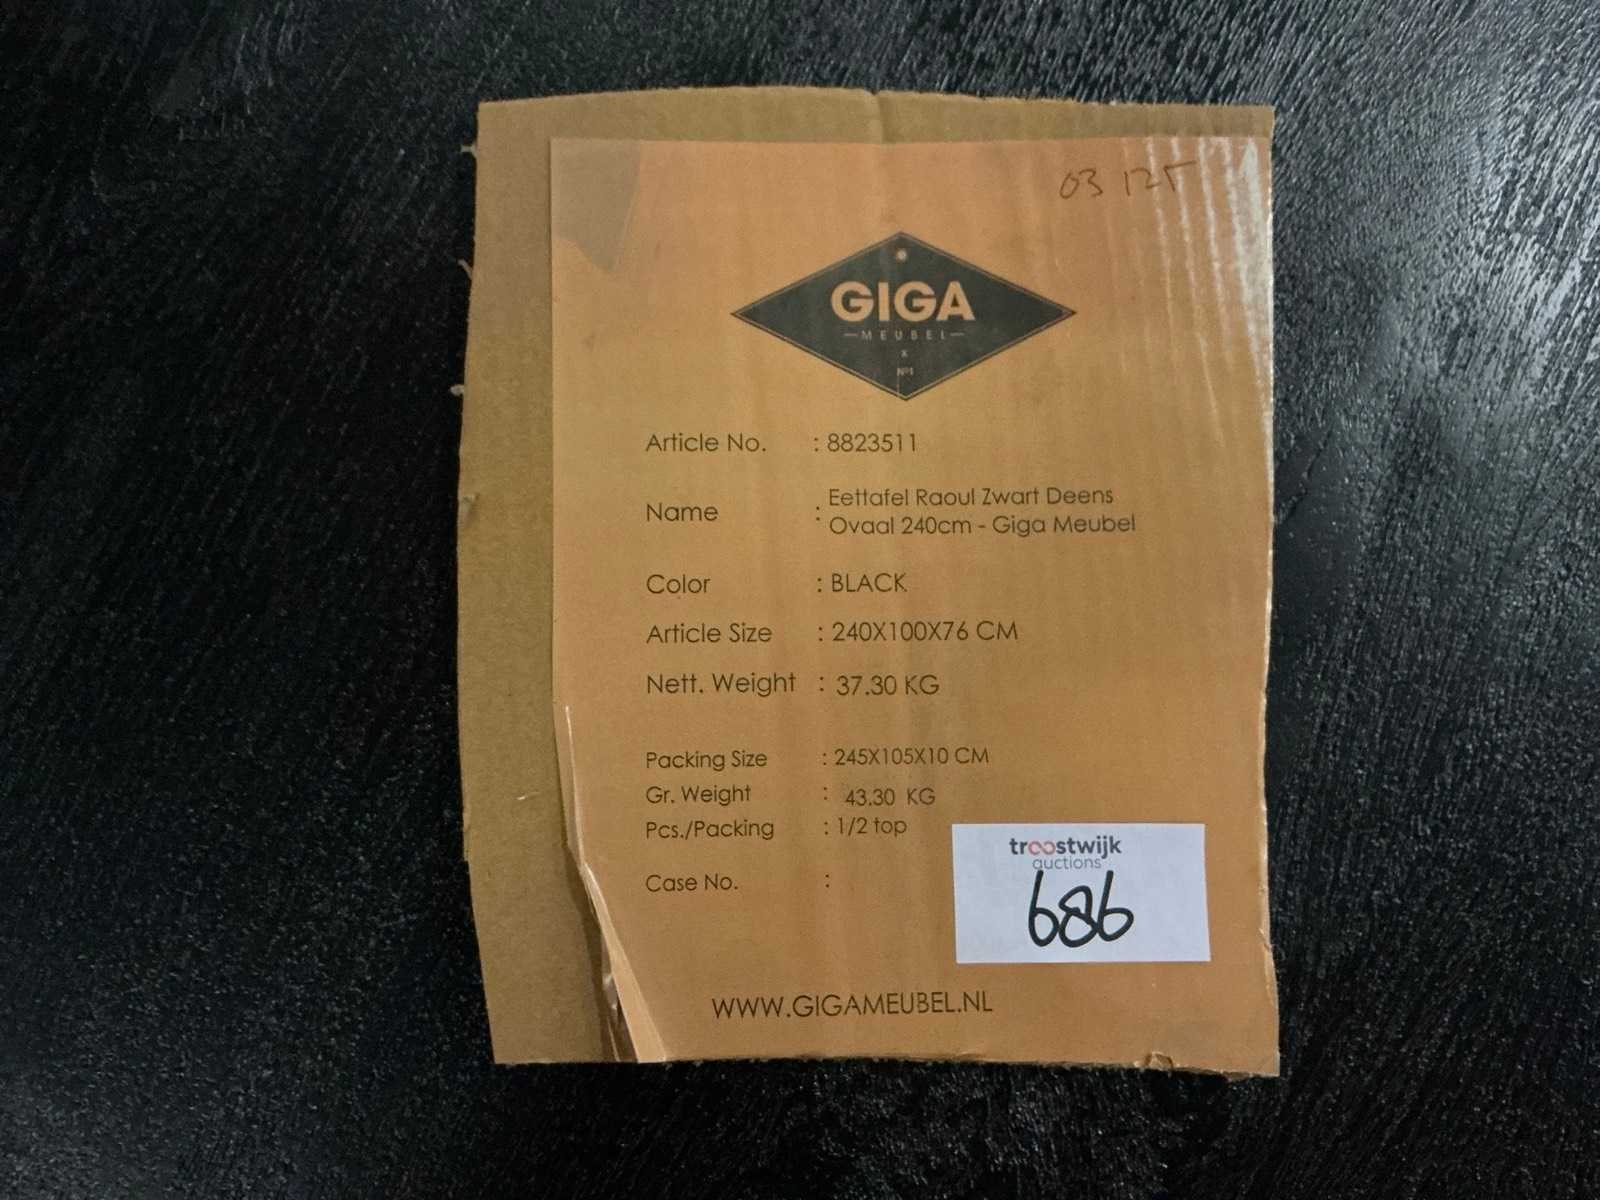 03 125
GIGA
MEUBEL
X
Nº1
Article No. : 8823511
Name : Eettafel Raoul Zwart Deens
Ovaal 240cm - Giga Meubel
Color : BLACK
Article Size : 240X100X76 CM
Nett. Weight : 37.30 KG
Packing Size : 245X105X10 CM
Gr. Weight : 43.30 KG
Pcs./Packing : 1/2 top
Case No. :
troostwijk
auctions
686
WWW.GIGAMEUBEL.NL